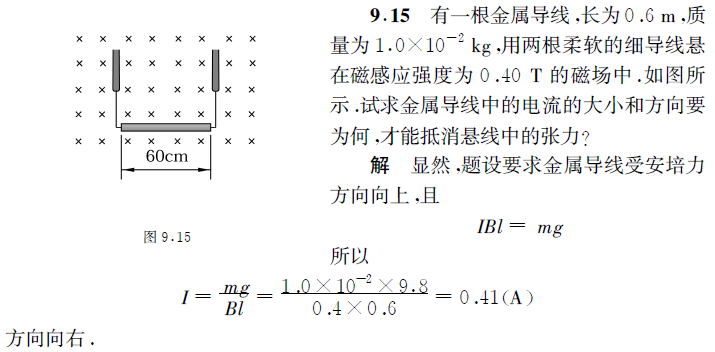 9.15 有一根金属导线,长为0.6 m,质
量为1.0×10⁻² kg,用两根柔软的细导线悬
在磁感应强度为0.40 T的磁场中.如图所
示.试求金属导线中的电流的大小和方向要
为何,才能抵消悬线中的张力?
60cm
图 9.15
解 显然,题设要求金属导线受安培力
方向向上,且
IBl = mg
所以
I = mg/Bl = 1.0×10⁻²×9.8/0.4×0.6 = 0.41(A)
方向向右.